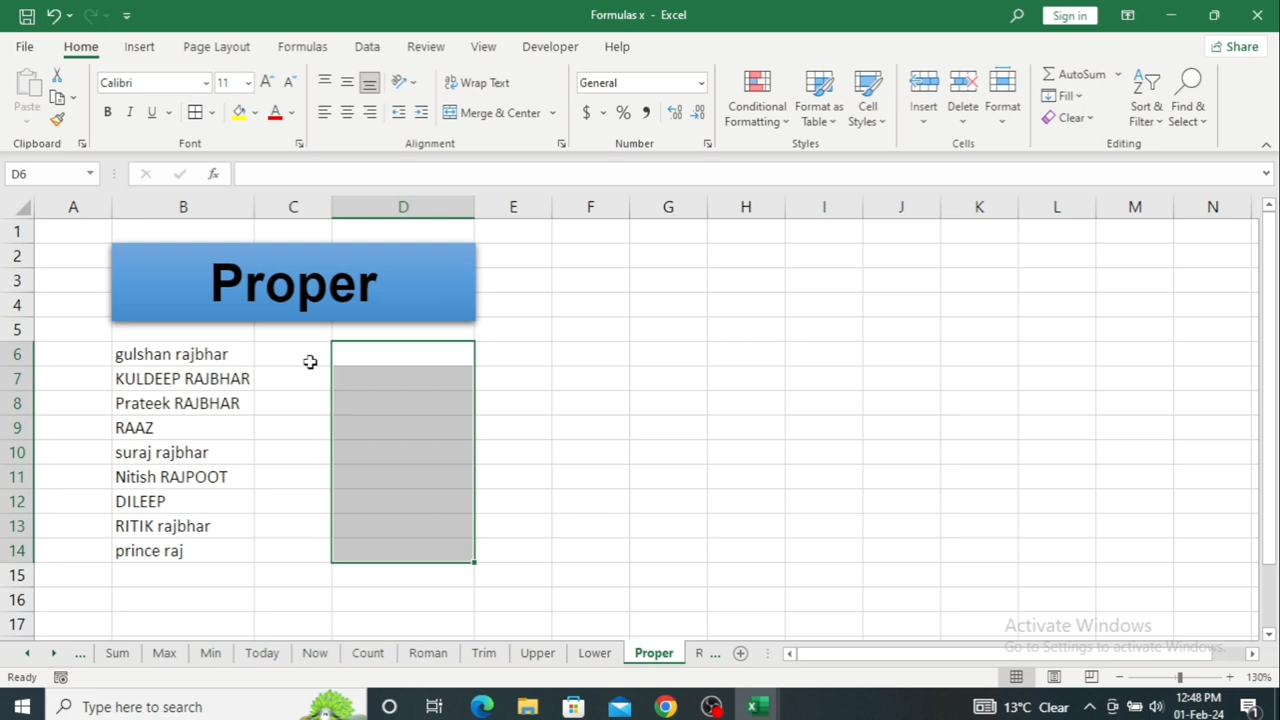 Formulas x - Excel
Sign in
File Home Insert Page Layout Formulas Data Review View Developer Help
Share
Paste
Calibri 11
Wrap Text
Merge & Center
General
Conditional Formatting
Format as Table
Cell Styles
Insert
Delete
Format
AutoSum
Fill
Clear
Sort & Filter
Find & Select
Clipboard Font Alignment Number Styles Cells Editing
D6
fx
A B C D E F G H I J K L M N
1
2
3
4
5
Proper
6 gulshan rajbhar
7 KULDEEP RAJBHAR
8 Prateek RAJBHAR
9 RAAZ
10 suraj rajbhar
11 Nitish RAJPOOT
12 DILEEP
13 RITIK rajbhar
14 prince raj
15
16
17
Activate Windows
Go to Settings to activate Windows.
... Sum Max Min Today Now count Roman Trim Upper Lower Proper R ...
Ready
130%
Type here to search
13°C Clear
12:48 PM
01-Feb-24
1